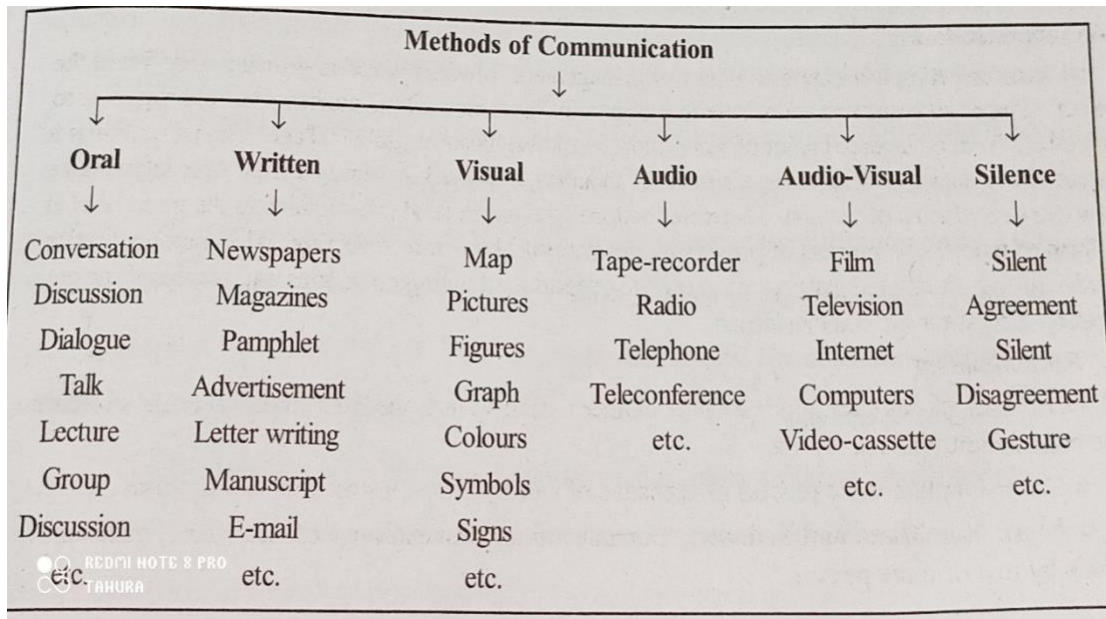 Methods of Communication
Oral
Conversation
Discussion
Dialogue
Talk
Lecture
Group
Discussion
etc.
Written
Newspapers
Magazines
Pamphlet
Advertisement
Letter writing
Manuscript
E-mail
etc.
Visual
Map
Pictures
Figures
Graph
Colours
Symbols
Signs
etc.
Audio
Tape-recorder
Radio
Telephone
Teleconference
etc.
Audio-Visual
Film
Television
Internet
Computers
Video-cassette
etc.
Silence
Silent
Agreement
Silent
Disagreement
Gesture
etc.
REDMI NOTE 8 PRO
TAHURA